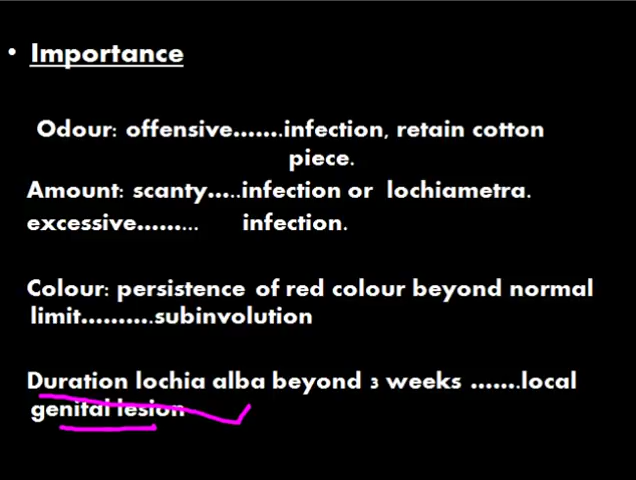 • Importance
Odour: offensive…….infection, retain cotton
piece.
Amount: scanty…..infection or lochiametra.
excessive……... infection.
Colour: persistence of red colour beyond normal
limit……….subinvolution
Duration lochia alba beyond 3 weeks …….local
genital lesion